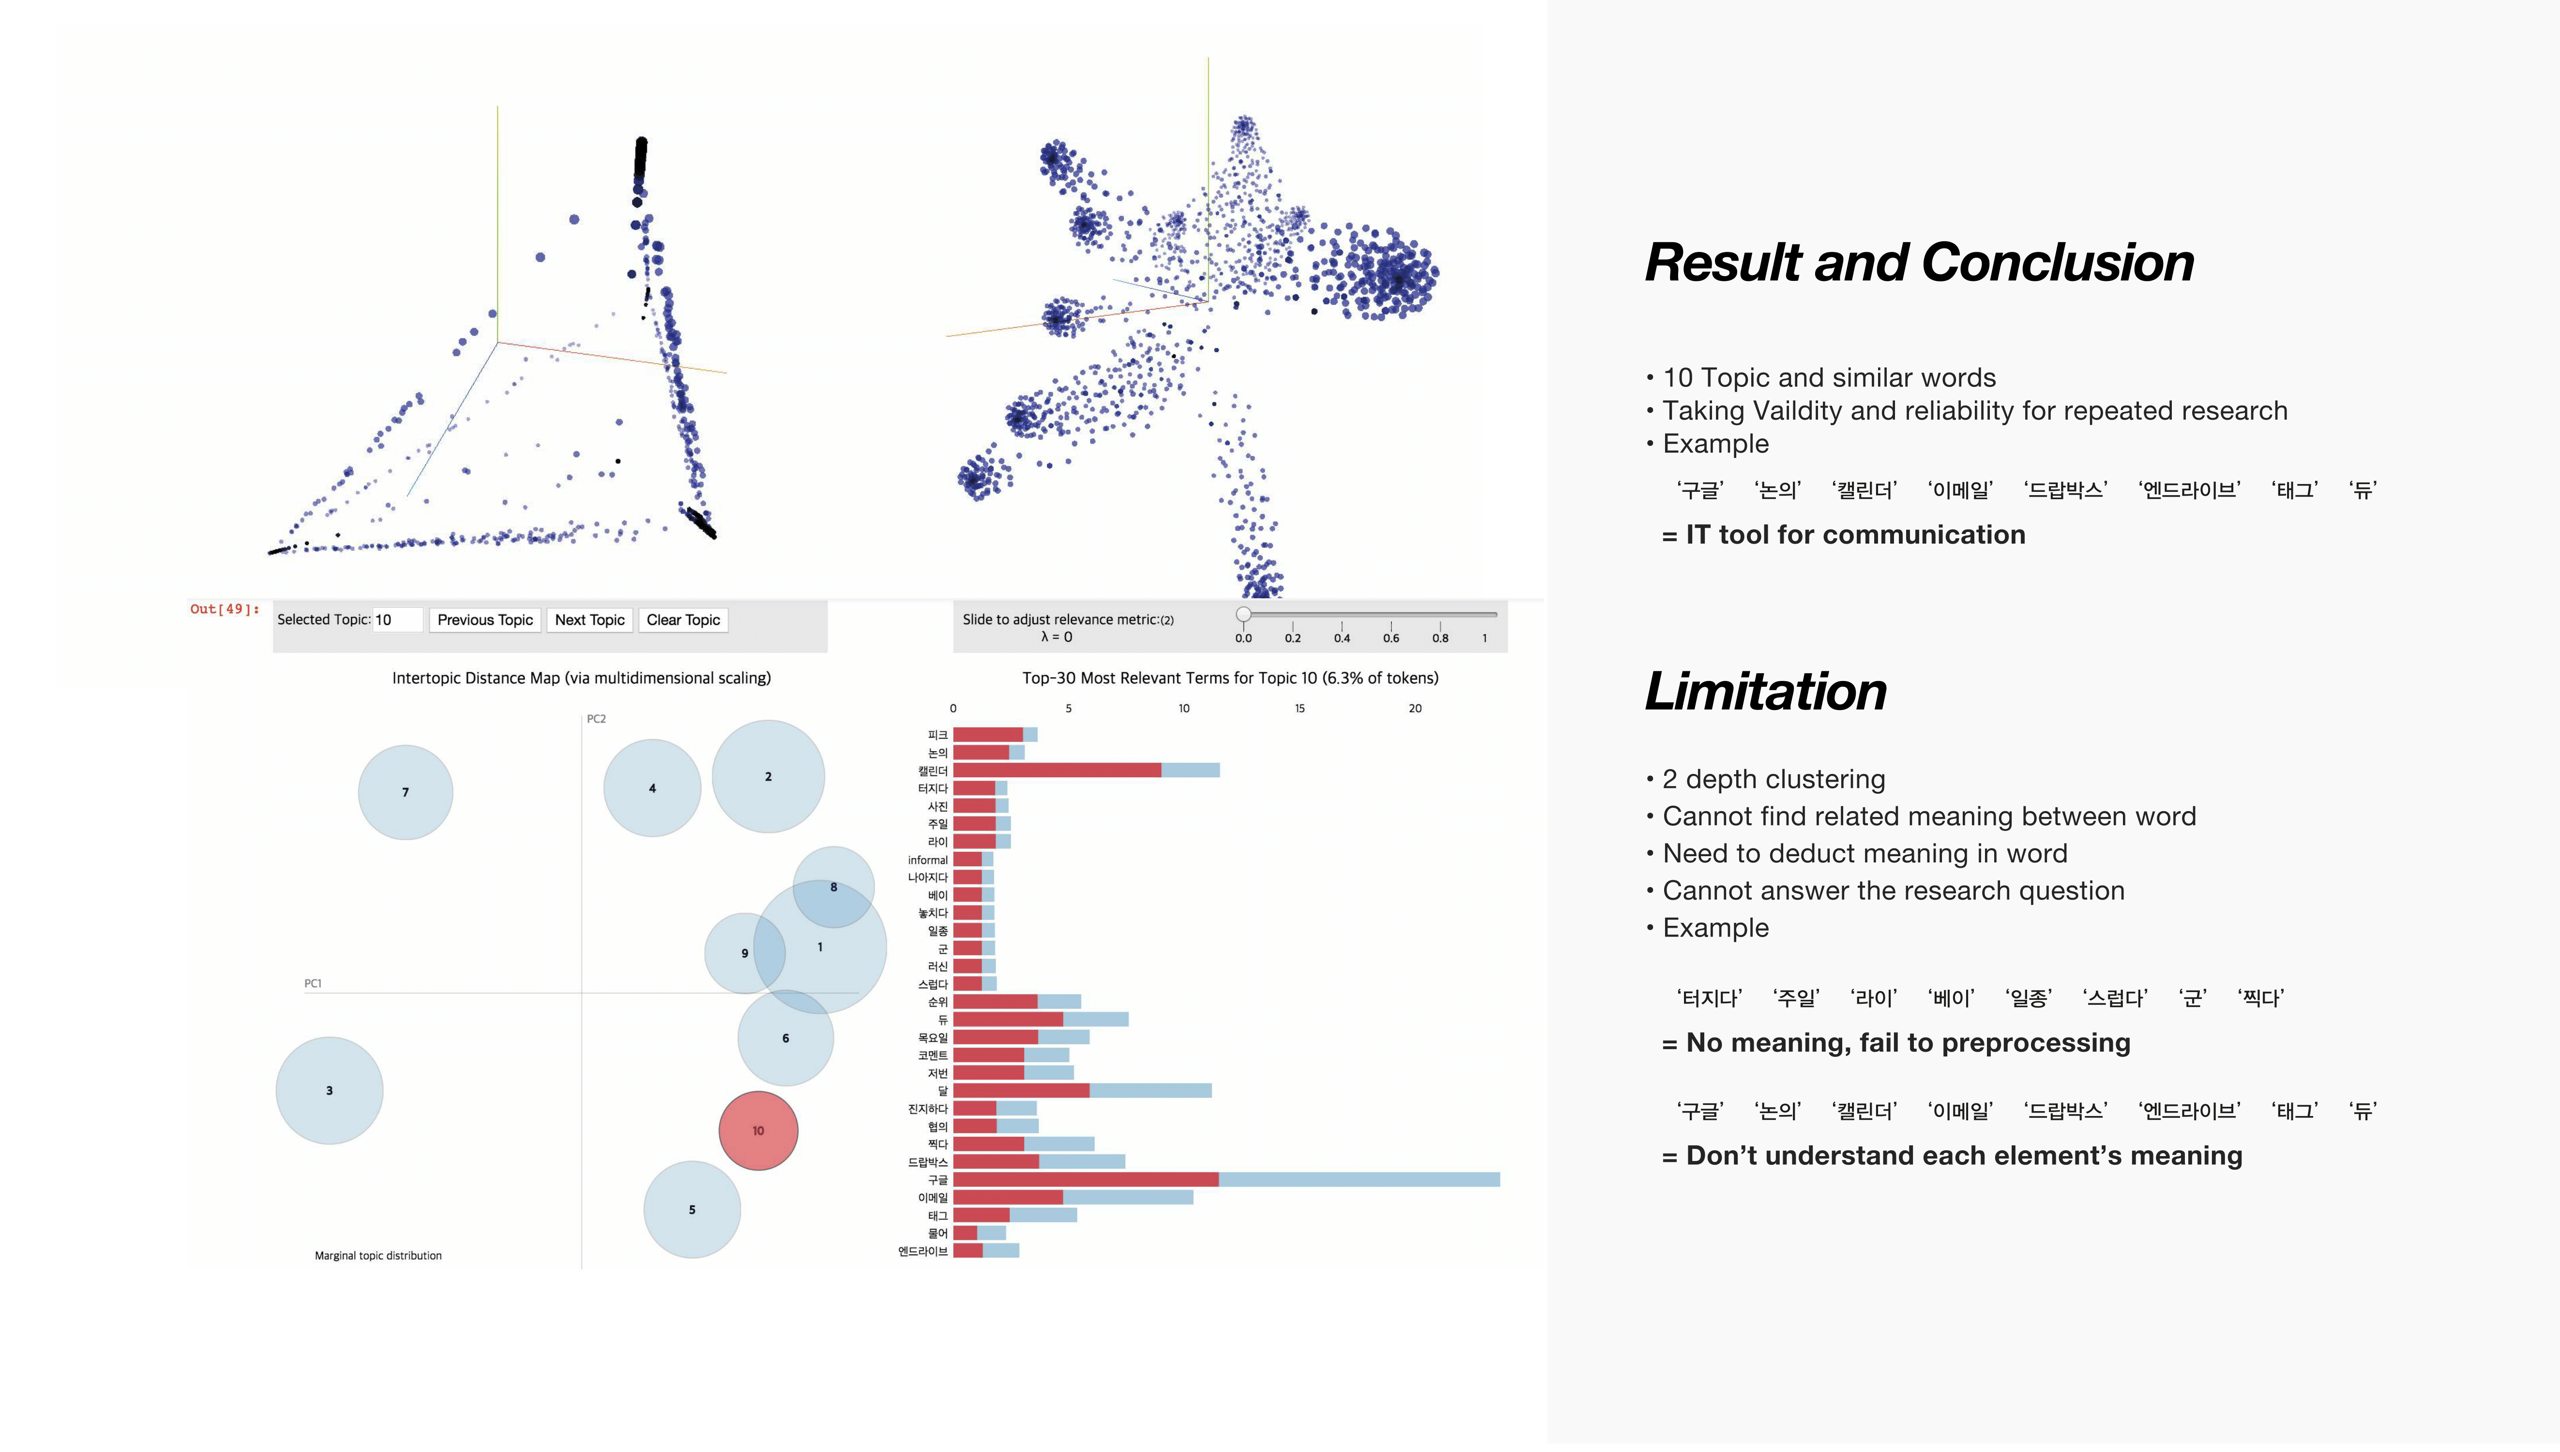 Out[49]:
Selected Topic: 10 Previous Topic Next Topic Clear Topic
Slide to adjust relevance metric:(2)
λ = 0
0.0 0.2 0.4 0.6 0.8 1
Intertopic Distance Map (via multidimensional scaling)
PC2
PC1
7
4
2
8
1
9
6
3
10
5
Marginal topic distribution
Top-30 Most Relevant Terms for Topic 10 (6.3% of tokens)
0 5 10 15 20
피크
논의
캘린더
터지다
사진
주일
라이
informal
나아지다
베이
놓치다
일종
군
러신
스럽다
순위
듀
목요일
코멘트
저번
달
진지하다
협의
찍다
드랍박스
구글
이메일
태그
물어
엔드라이브
Result and Conclusion
• 10 Topic and similar words
• Taking Vaildity and reliability for repeated research
• Example
‘구글’ ‘논의’ ‘캘린더’ ‘이메일’ ‘드랍박스’ ‘엔드라이브’ ‘태그’ ‘듀’
= IT tool for communication
Limitation
• 2 depth clustering
• Cannot find related meaning between word
• Need to deduct meaning in word
• Cannot answer the research question
• Example
‘터지다’ ‘주일’ ‘라이’ ‘베이’ ‘일종’ ‘스럽다’ ‘군’ ‘찍다’
= No meaning, fail to preprocessing
‘구글’ ‘논의’ ‘캘린더’ ‘이메일’ ‘드랍박스’ ‘엔드라이브’ ‘태그’ ‘듀’
= Don’t understand each element’s meaning